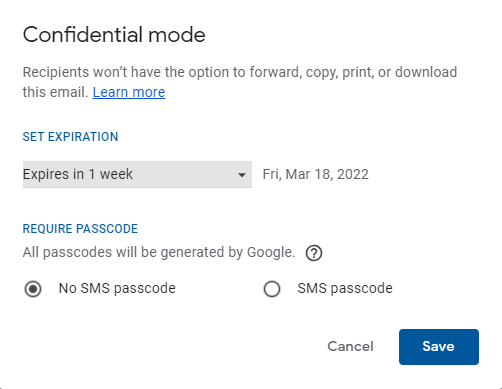 Confidential mode
Recipients won’t have the option to forward, copy, print, or download
this email. Learn more
SET EXPIRATION
Expires in 1 week Fri, Mar 18, 2022
REQUIRE PASSCODE
All passcodes will be generated by Google. ?
No SMS passcode SMS passcode
Cancel Save